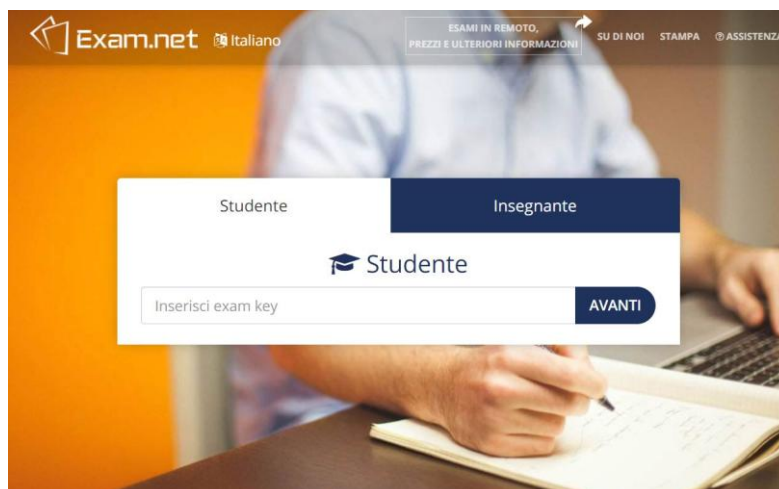 Exam.net
Italiano
ESAMI IN REMOTO,
PREZZI E ULTERIORI INFORMAZIONI
SU DI NOI
STAMPA
ASSISTENZA
Studente
Insegnante
Studente
Inserisci exam key
AVANTI